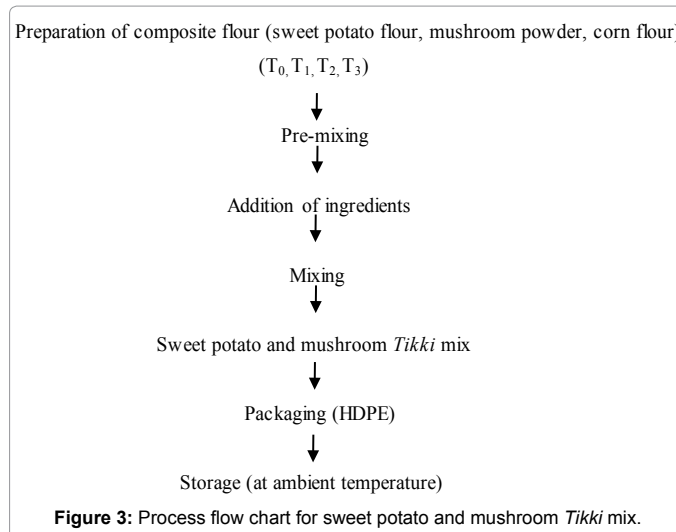 Preparation of composite flour (sweet potato flour, mushroom powder, corn flour)
(T₀, T₁, T₂, T₃)
Pre-mixing
Addition of ingredients
Mixing
Sweet potato and mushroom Tikki mix
Packaging (HDPE)
Storage (at ambient temperature)
Figure 3: Process flow chart for sweet potato and mushroom Tikki mix.